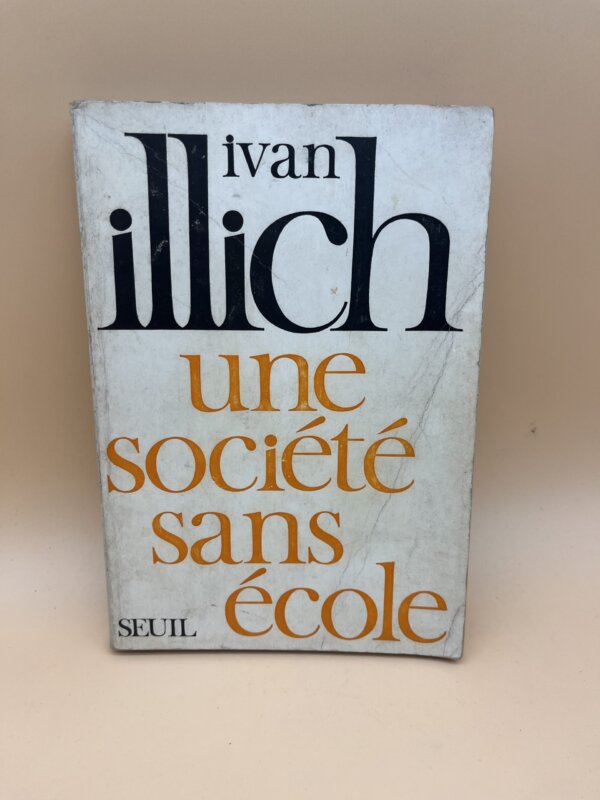 ivan
illich
une
société
sans
école
SEUIL